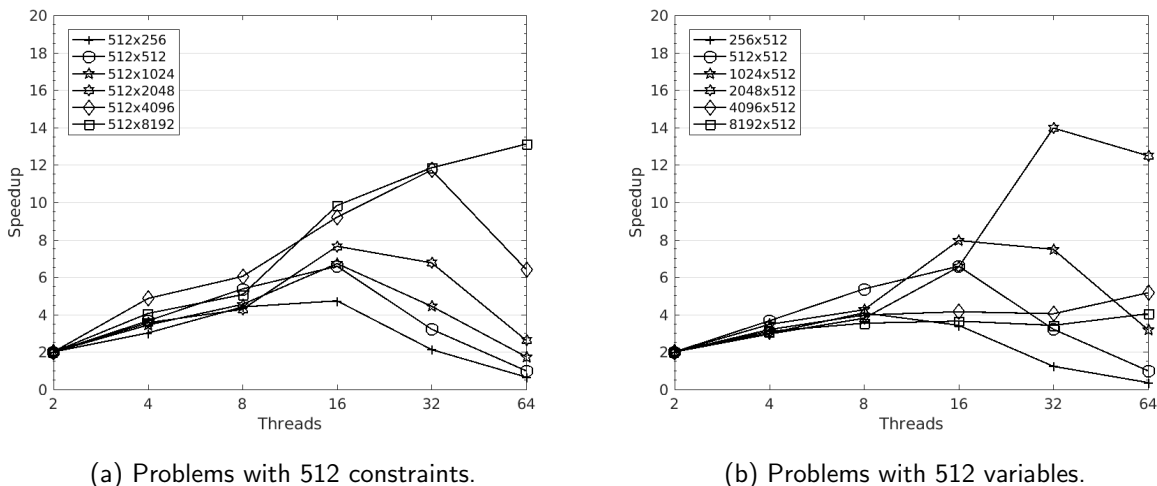 20
18
16
14
12
10
8
6
4
2
0
Speedup
512x256
512x512
512x1024
512x2048
512x4096
512x8192
2 4 8 16 32 64
Threads
(a) Problems with 512 constraints.
20
18
16
14
12
10
8
6
4
2
0
Speedup
256x512
512x512
1024x512
2048x512
4096x512
8192x512
2 4 8 16 32 64
Threads
(b) Problems with 512 variables.